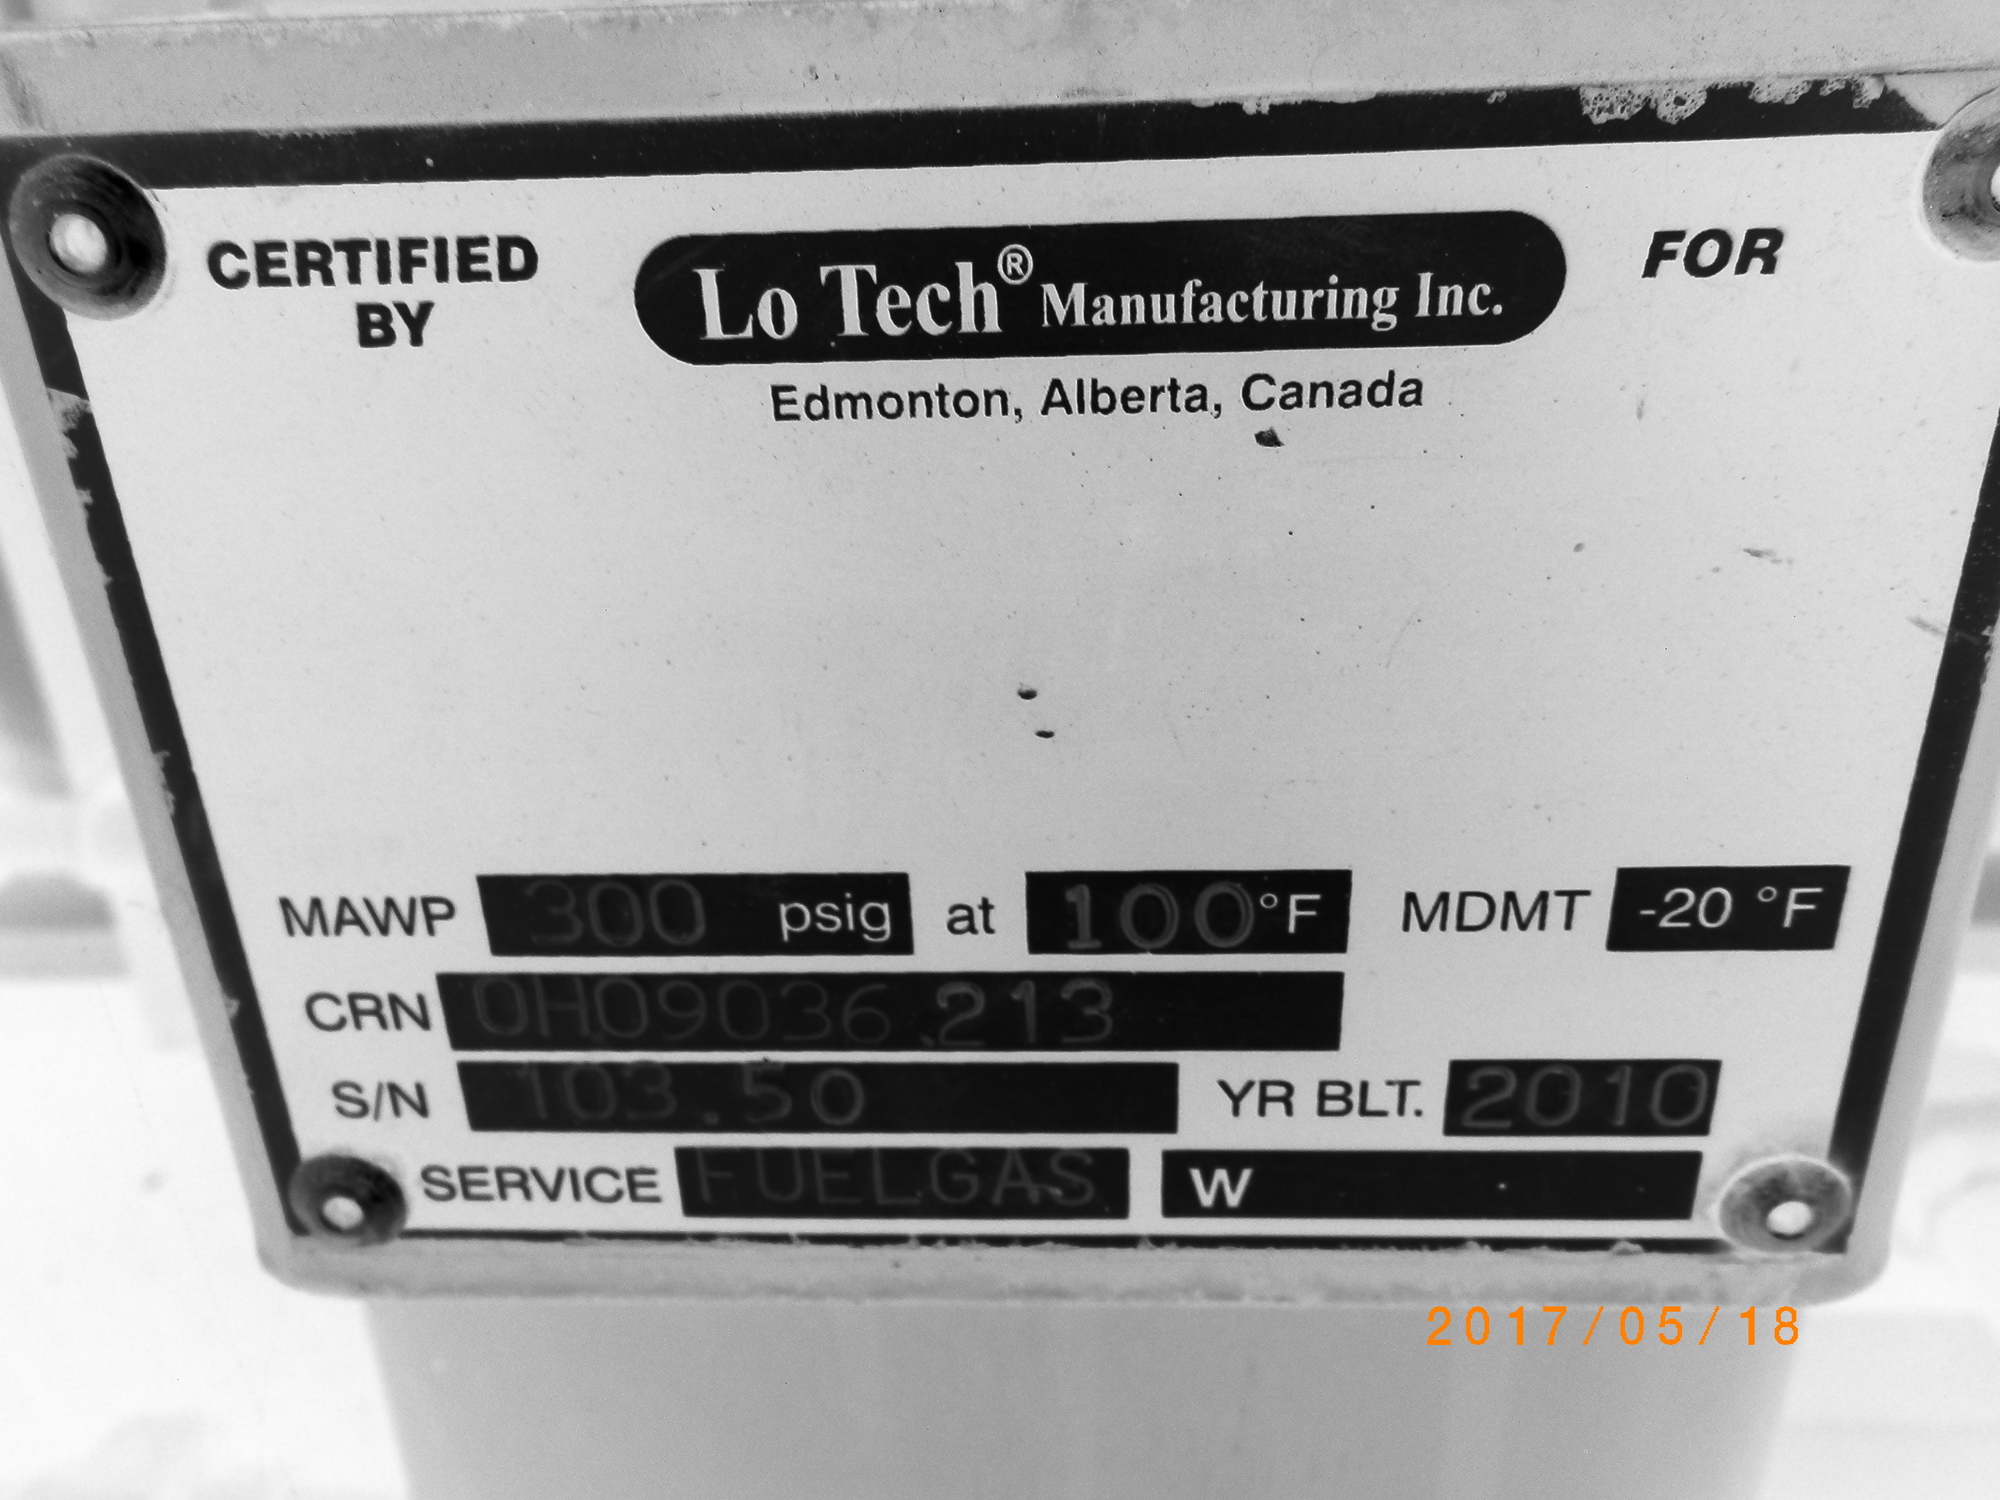 CERTIFIED BY
Lo Tech® Manufacturing Inc.
FOR
Edmonton, Alberta, Canada
MAWP 300 psig at 100 °F MDMT -20 °F
CRN 0H09036.213
S/N 103.50 YR BLT. 2010
SERVICE FUELGAS W
2017/05/18